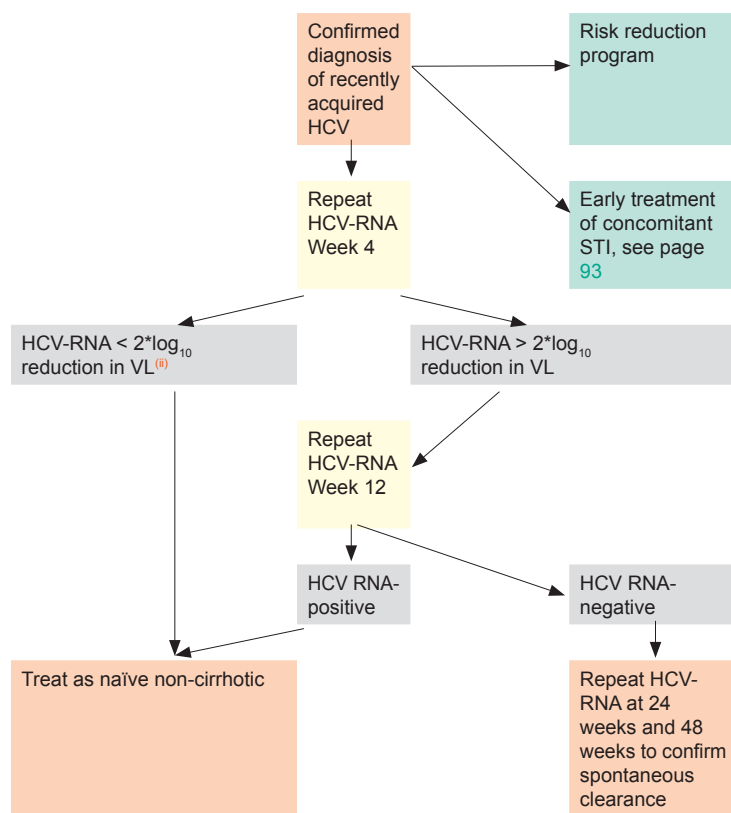 Confirmed
diagnosis
of recently
acquired
HCV
Risk reduction
program
Repeat
HCV-RNA
Week 4
Early treatment
of concomitant
STI, see page
93
HCV-RNA < 2*log₁₀
reduction in VL⁽ⁱⁱ⁾
HCV-RNA > 2*log₁₀
reduction in VL
Repeat
HCV-RNA
Week 12
HCV RNA-
positive
HCV RNA-
negative
Treat as naïve non-cirrhotic
Repeat HCV-
RNA at 24
weeks and 48
weeks to confirm
spontaneous
clearance